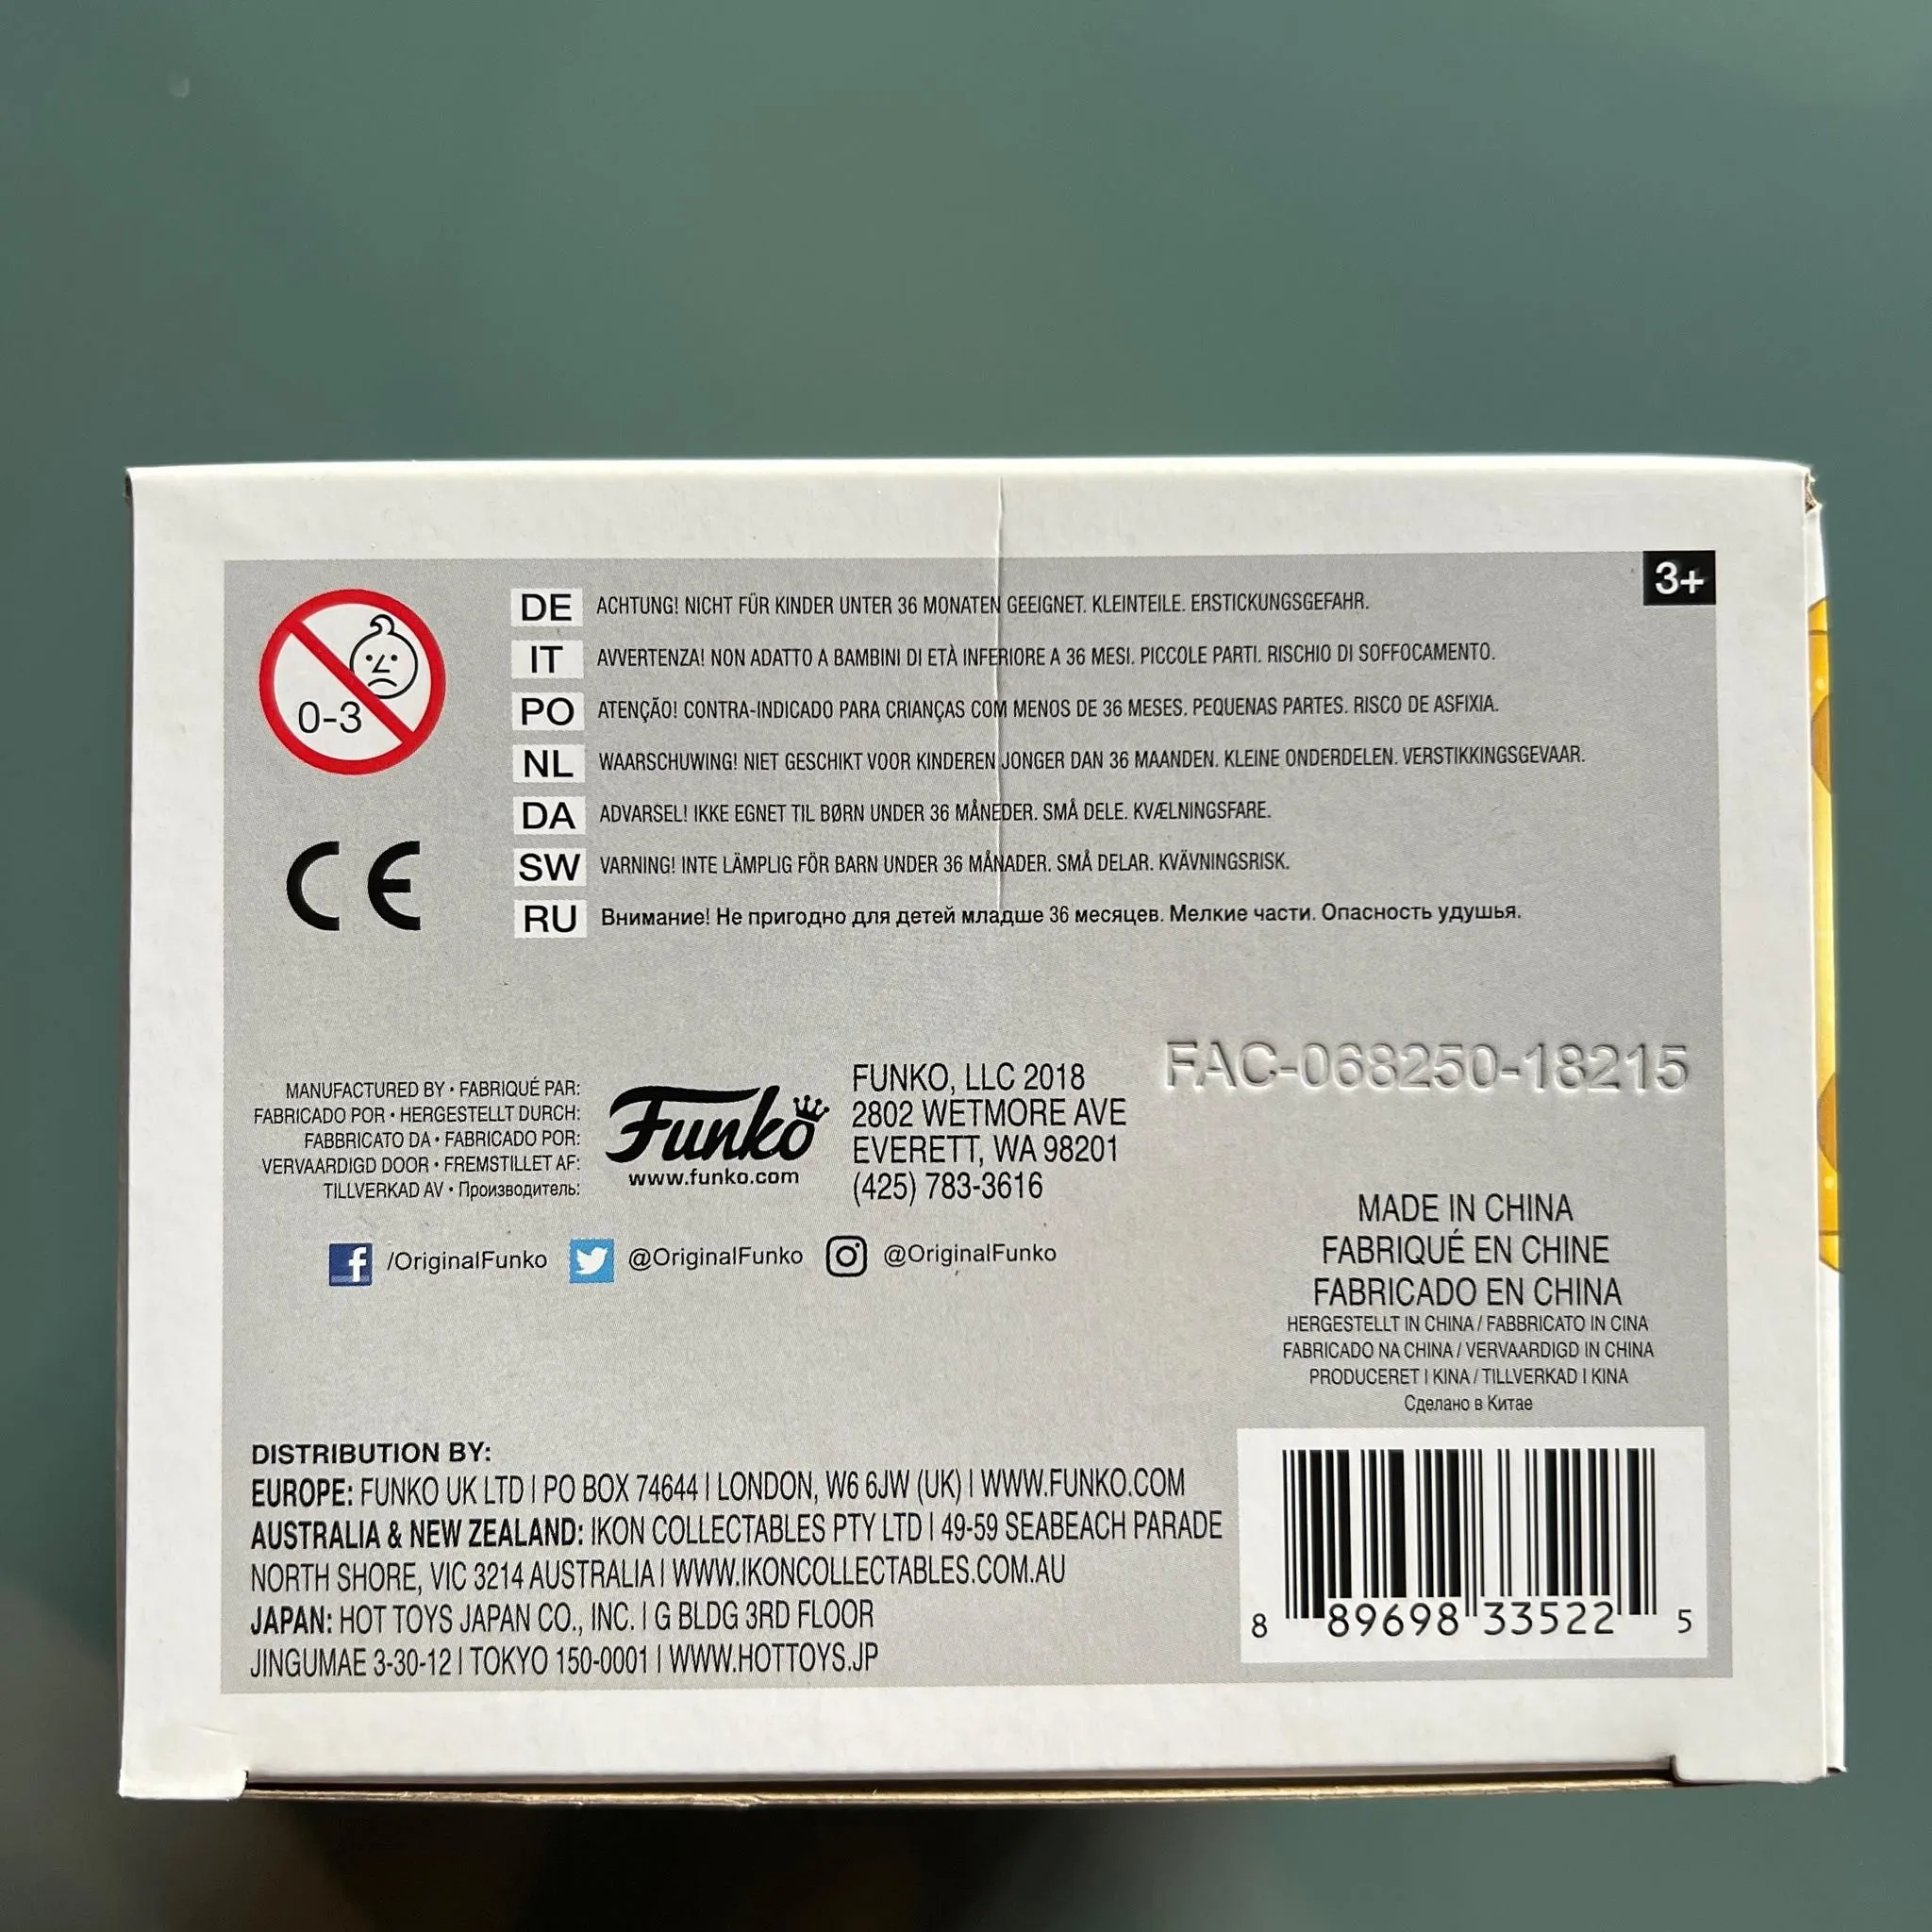 3+
0-3
DE ACHTUNG! NICHT FÜR KINDER UNTER 36 MONATEN GEEIGNET. KLEINTEILE. ERSTICKUNGSGEFAHR.
IT AVVERTENZA! NON ADATTO A BAMBINI DI ETÀ INFERIORE A 36 MESI. PICCOLE PARTI. RISCHIO DI SOFFOCAMENTO.
PO ATENÇÃO! CONTRA-INDICADO PARA CRIANÇAS COM MENOS DE 36 MESES. PEQUENAS PARTES. RISCO DE ASFIXIA.
NL WAARSCHUWING! NIET GESCHIKT VOOR KINDEREN JONGER DAN 36 MAANDEN. KLEINE ONDERDELEN. VERSTIKKINGSGEVAAR.
DA ADVARSEL! IKKE EGNET TIL BØRN UNDER 36 MÅNEDER. SMÅ DELE. KVÆLNINGSFARE.
SW VARNING! INTE LÄMPLIG FÖR BARN UNDER 36 MÅNADER. SMÅ DELAR. KVÄVNINGSRISK.
RU Внимание! Не пригодно для детей младше 36 месяцев. Мелкие части. Опасность удушья.
CE
MANUFACTURED BY • FABRIQUÉ PAR:
FABRICADO POR • HERGESTELLT DURCH:
FABBRICATO DA • FABRICADO POR:
VERVAARDIGD DOOR • FREMSTILLET AF:
TILLVERKAD AV • Производитель:
Funko
www.funko.com
FUNKO, LLC 2018
2802 WETMORE AVE
EVERETT, WA 98201
(425) 783-3616
FAC-068250-18215
/OriginalFunko @OriginalFunko @OriginalFunko
MADE IN CHINA
FABRIQUÉ EN CHINE
FABRICADO EN CHINA
HERGESTELLT IN CHINA / FABBRICATO IN CINA
FABRICADO NA CHINA / VERVAARDIGD IN CHINA
PRODUCERET I KINA / TILLVERKAD I KINA
Сделано в Китае
DISTRIBUTION BY:
EUROPE: FUNKO UK LTD | PO BOX 74644 | LONDON, W6 6JW (UK) | WWW.FUNKO.COM
AUSTRALIA & NEW ZEALAND: IKON COLLECTABLES PTY LTD | 49-59 SEABEACH PARADE
NORTH SHORE, VIC 3214 AUSTRALIA | WWW.IKONCOLLECTABLES.COM.AU
JAPAN: HOT TOYS JAPAN CO., INC. | G BLDG 3RD FLOOR
JINGUMAE 3-30-12 | TOKYO 150-0001 | WWW.HOTTOYS.JP
8 89698 33522 5